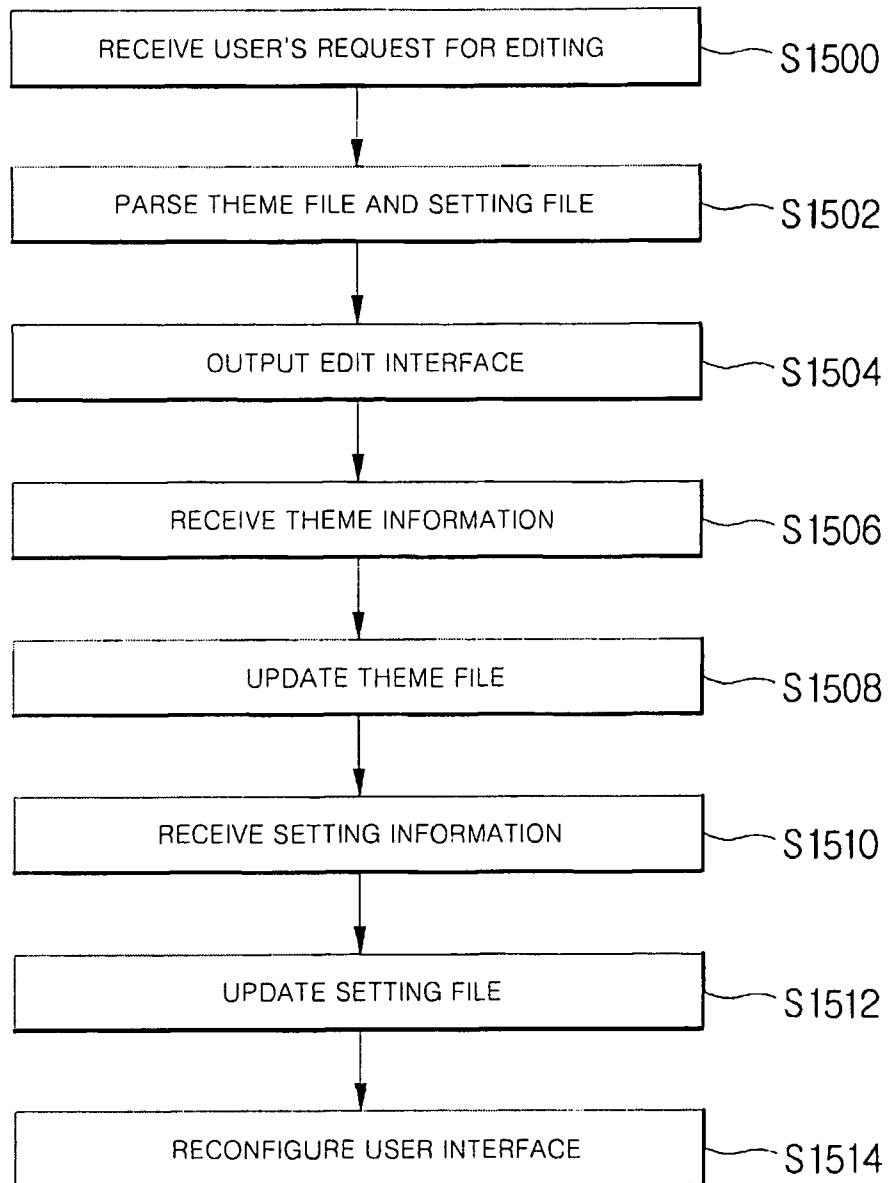 RECEIVE USER'S REQUEST FOR EDITING S1500
PARSE THEME FILE AND SETTING FILE S1502
OUTPUT EDIT INTERFACE S1504
RECEIVE THEME INFORMATION S1506
UPDATE THEME FILE S1508
RECEIVE SETTING INFORMATION S1510
UPDATE SETTING FILE S1512
RECONFIGURE USER INTERFACE S1514